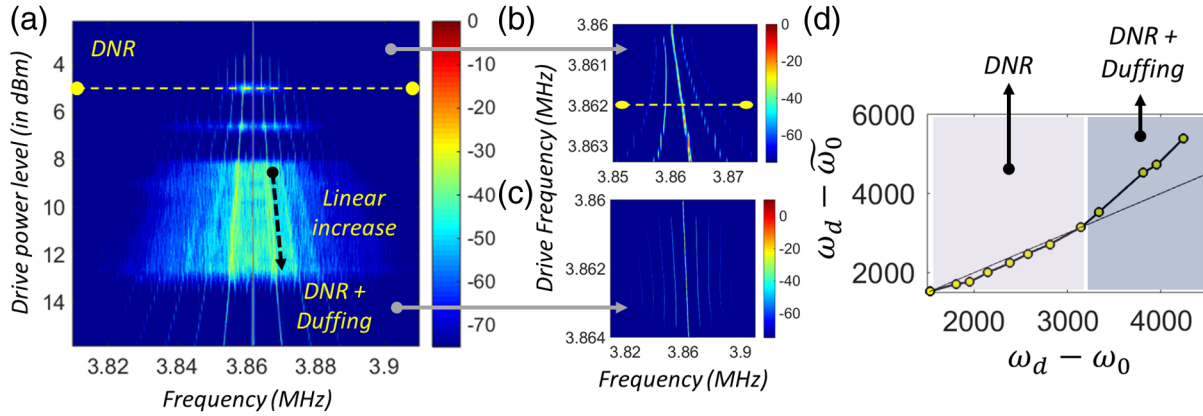 (a)
Drive power level (in dBm)
4
6
8
10
12
14
DNR
Linear
increase
DNR +
Duffing
3.82
3.84
3.86
3.88
3.9
Frequency (MHz)
0
-10
-20
-30
-40
-50
-60
-70
(b)
Drive Frequency (MHz)
3.86
3.861
3.862
3.863
3.85
3.86
3.87
0
-20
-40
-60
(c)
3.86
3.862
3.864
3.82
3.86
3.9
Frequency (MHz)
0
-20
-40
-60
(d)
DNR
DNR +
Duffing
6000
4000
2000
ω_d − ω̃_0
2000
3000
4000
ω_d − ω_0